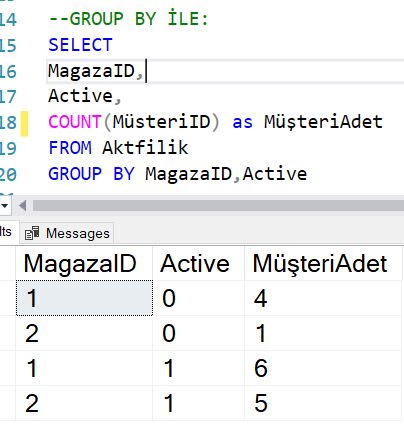 14 --GROUP BY İLE:
15 SELECT
16 MagazaID,
17 Active,
18 COUNT(MüsteriID) as MüşteriAdet
19 FROM Aktfilik
20 GROUP BY MagazaID,Active
lts Messages
MagazaID Active MüşteriAdet
1 0 4
2 0 1
1 1 6
2 1 5